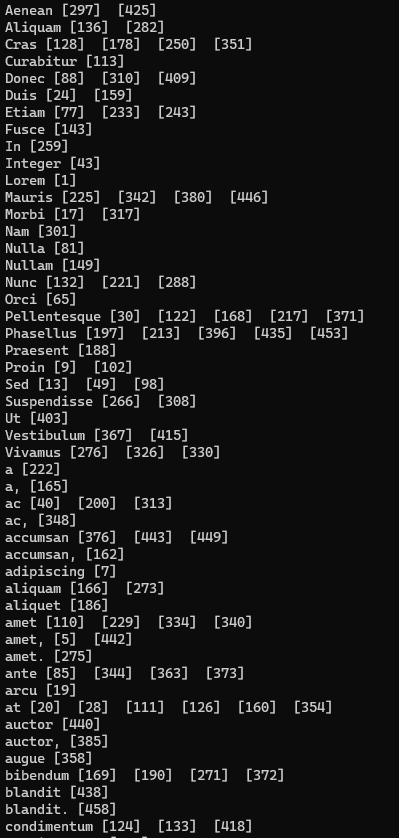 Aenean [297]  [425]
Aliquam [136]  [282]
Cras [128]  [178]  [250]  [351]
Curabitur [113]
Donec [88]  [310]  [409]
Duis [24]  [159]
Etiam [77]  [233]  [243]
Fusce [143]
In [259]
Integer [43]
Lorem [1]
Mauris [225]  [342]  [380]  [446]
Morbi [17]  [317]
Nam [301]
Nulla [81]
Nullam [149]
Nunc [132]  [221]  [288]
Orci [65]
Pellentesque [30]  [122]  [168]  [217]  [371]
Phasellus [197]  [213]  [396]  [435]  [453]
Praesent [188]
Proin [9]  [102]
Sed [13]  [49]  [98]
Suspendisse [266]  [308]
Ut [403]
Vestibulum [367]  [415]
Vivamus [276]  [326]  [330]
a [222]
a, [165]
ac [40]  [200]  [313]
ac, [348]
accumsan [376]  [443]  [449]
accumsan, [162]
adipiscing [7]
aliquam [166]  [273]
aliquet [186]
amet [110]  [229]  [334]  [340]
amet, [5]  [442]
amet. [275]
ante [85]  [344]  [363]  [373]
arcu [19]
at [20]  [28]  [111]  [126]  [160]  [354]
auctor [440]
auctor, [385]
augue [358]
bibendum [169]  [190]  [271]  [372]
blandit [438]
blandit. [458]
condimentum [124]  [133]  [418]